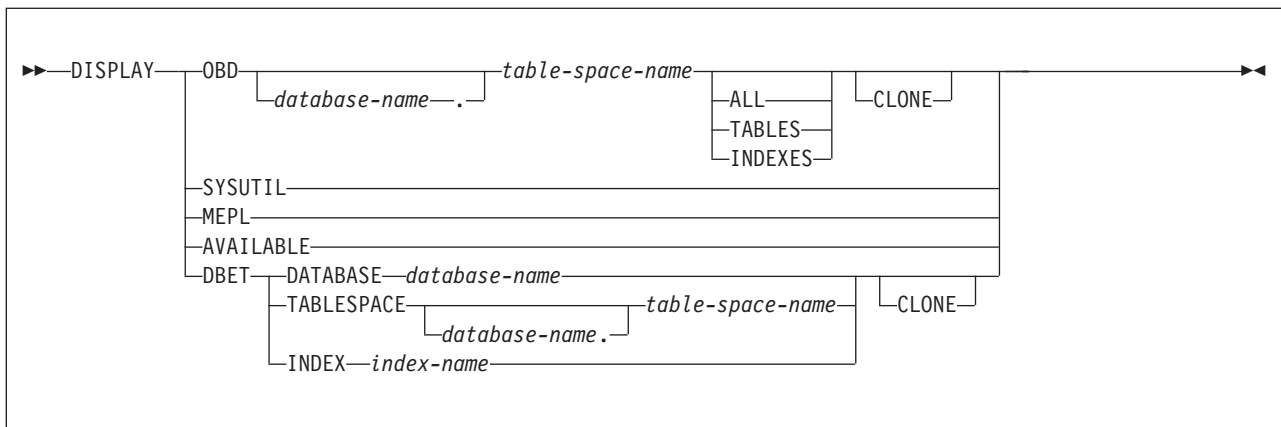 DISPLAY OBD table-space-name
database-name . ALL CLONE
TABLES
INDEXES
SYSUTIL
MEPL
AVAILABLE
DBET DATABASE database-name
TABLESPACE table-space-name CLONE
database-name.
INDEX index-name